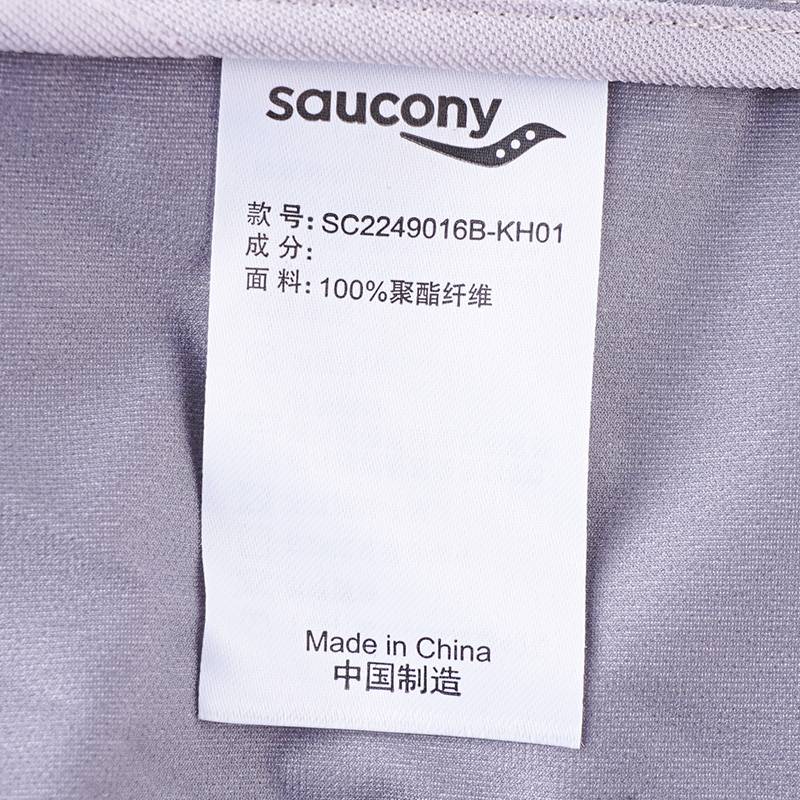 saucony
款 号: SC2249016B-KH01
成 分:
面 料: 100%聚酯纤维
Made in China
中国制造